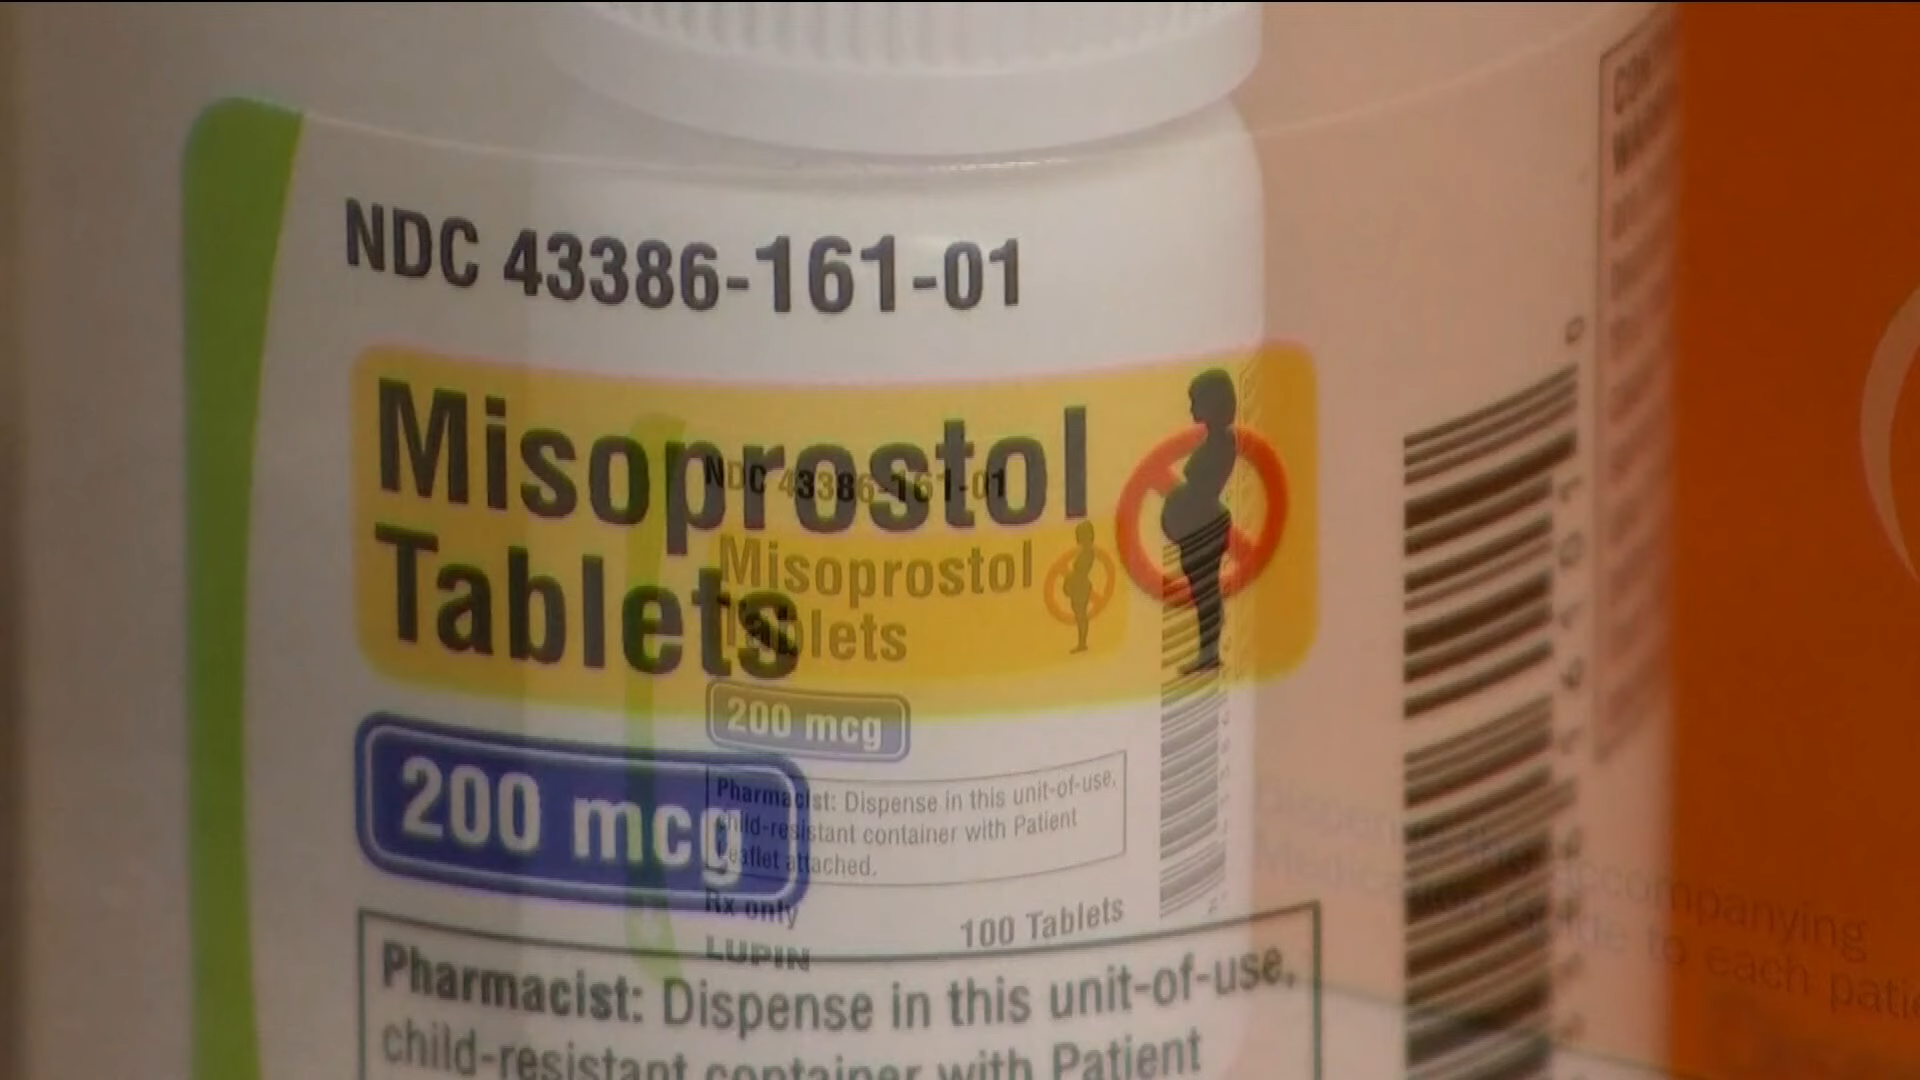 NDC 43386-161-01
Misoprostol
Tablets
200 mcg
Pharmacist: Dispense in this unit-of-use,
child-resistant container with Patient
NDC 43386-161-01
Misoprostol
Tablets
200 mcg
Pharmacist: Dispense in this unit-of-use,
child-resistant container with Patient
Leaflet attached.
Rx only
100 Tablets
LUPIN
accompanying
to each